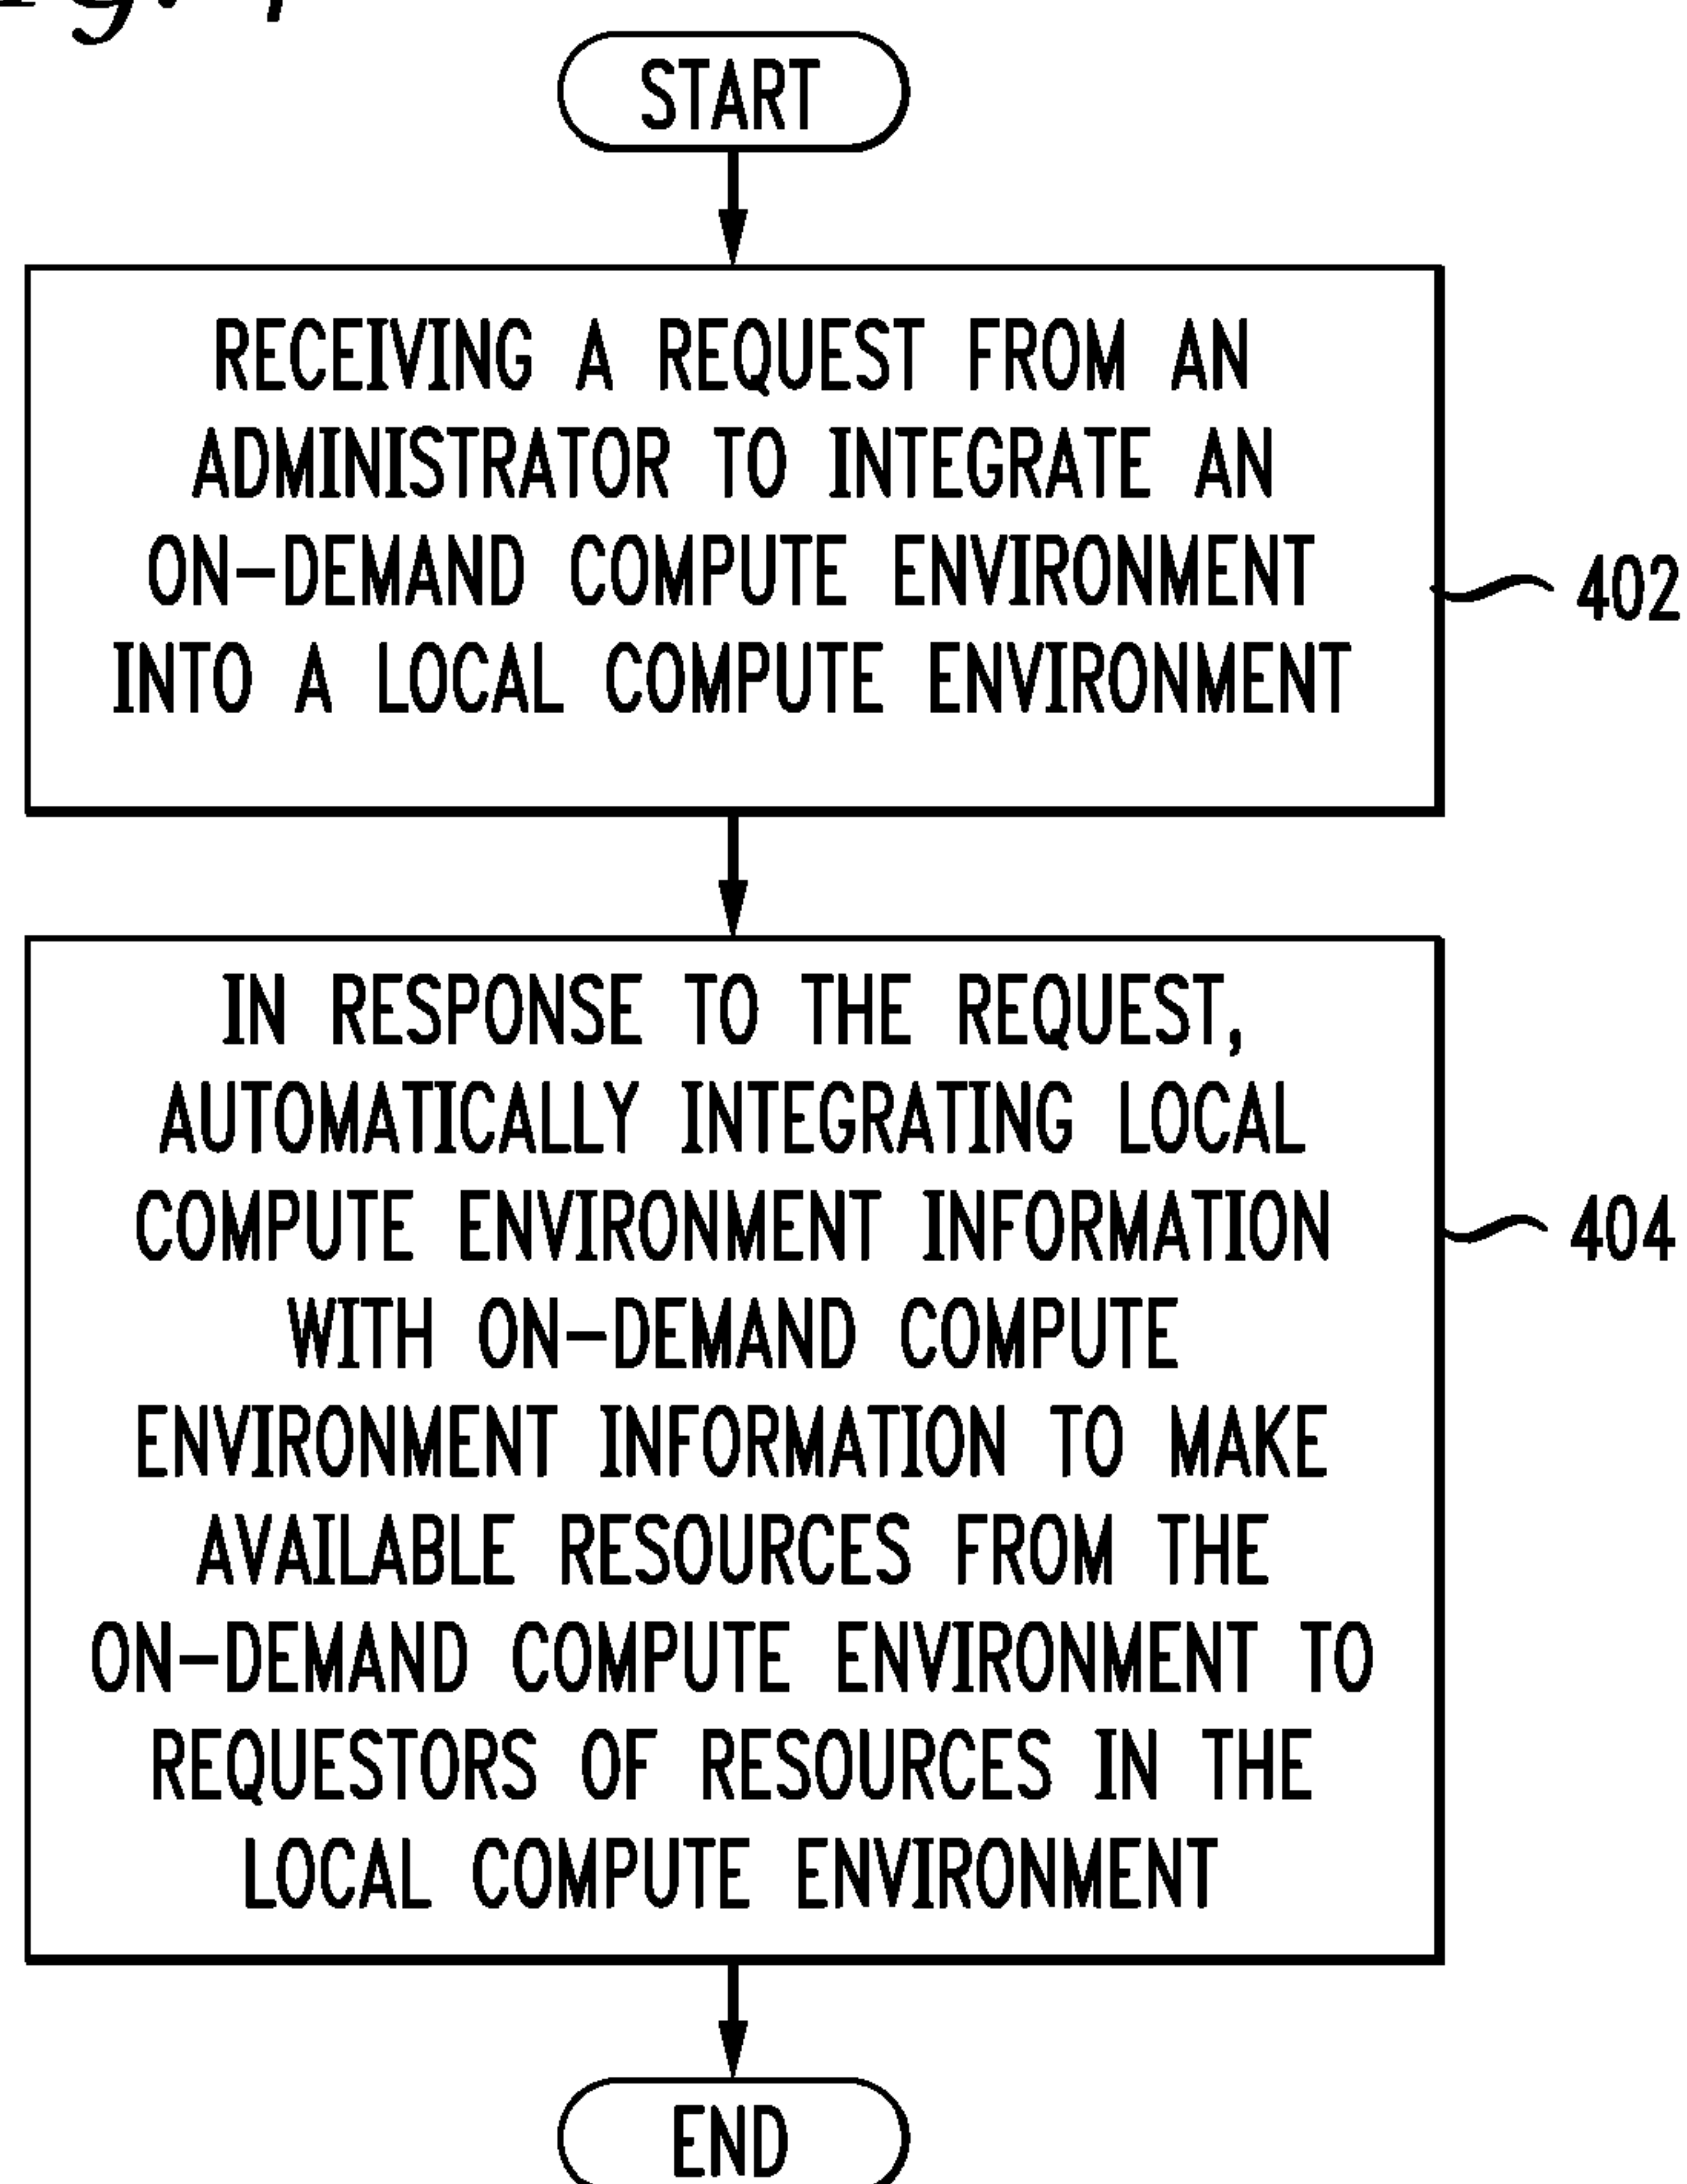 START
RECEIVING A REQUEST FROM AN
ADMINISTRATOR TO INTEGRATE AN
ON-DEMAND COMPUTE ENVIRONMENT
INTO A LOCAL COMPUTE ENVIRONMENT
402
IN RESPONSE TO THE REQUEST,
AUTOMATICALLY INTEGRATING LOCAL
COMPUTE ENVIRONMENT INFORMATION
WITH ON-DEMAND COMPUTE
ENVIRONMENT INFORMATION TO MAKE
AVAILABLE RESOURCES FROM THE
ON-DEMAND COMPUTE ENVIRONMENT TO
REQUESTORS OF RESOURCES IN THE
LOCAL COMPUTE ENVIRONMENT
404
END